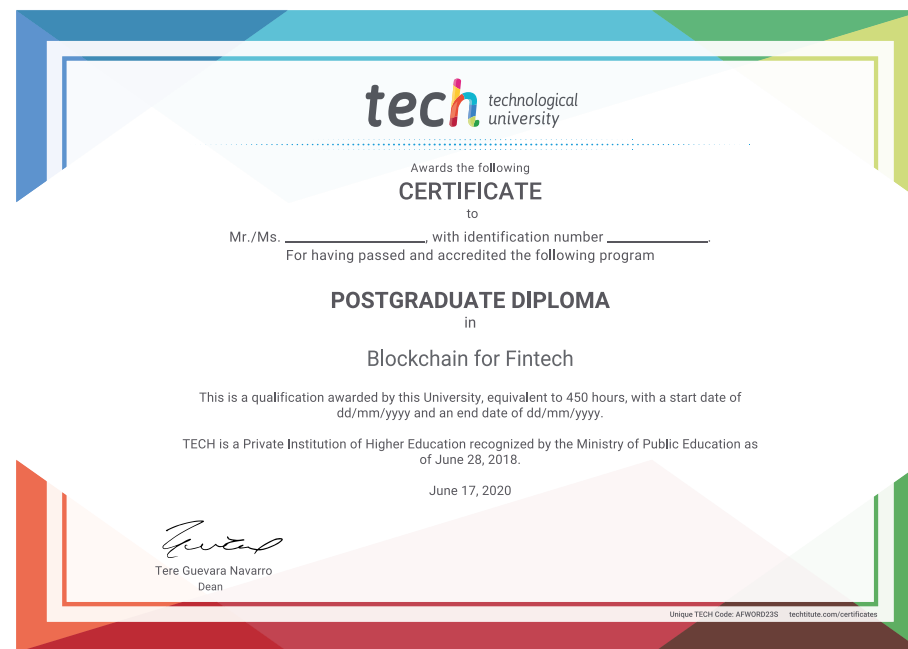 tech technological
university
Awards the following
CERTIFICATE
to
Mr./Ms. ____________________, with identification number ______________.
For having passed and accredited the following program
POSTGRADUATE DIPLOMA
in
Blockchain for Fintech
This is a qualification awarded by this University, equivalent to 450 hours, with a start date of
dd/mm/yyyy and an end date of dd/mm/yyyy.
TECH is a Private Institution of Higher Education recognized by the Ministry of Public Education as
of June 28, 2018.
June 17, 2020
Tere Guevara Navarro
Dean
Unique TECH Code: AFWORD23S techtitute.com/certificates